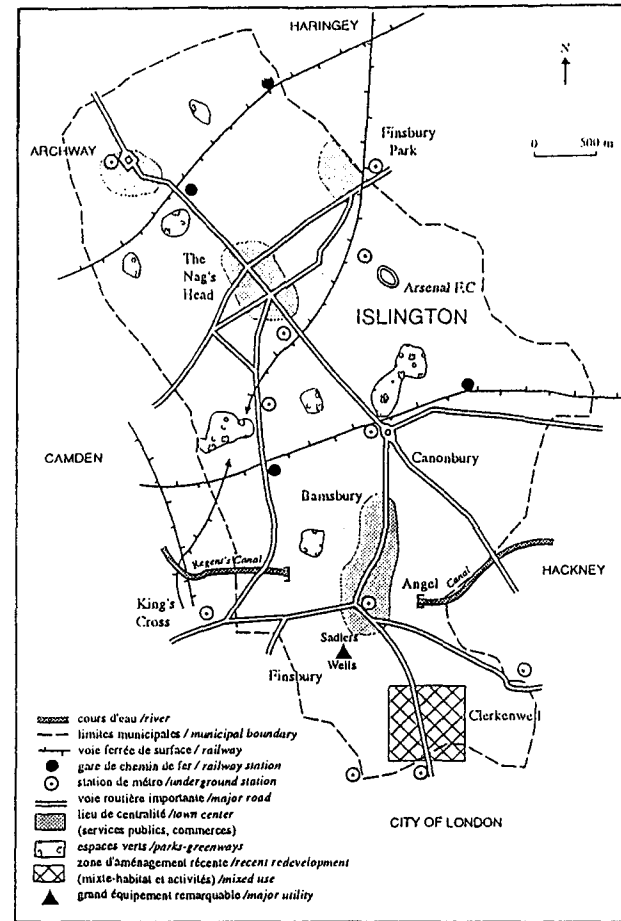 HARINGEY
N
ARCHWAY
Finsbury
Park
0 500 m
The
Nag's
Head
Arsenal F.C
ISLINGTON
CAMDEN
Canonbury
Barnsbury
Regent's Canal
Angel
Canal
HACKNEY
King's
Cross
Sadlers
Wells
Finsbury
Clerkenwell
cours d'eau /river
limites municipales / municipal boundary
voie ferrée de surface / railway
gare de chemin de fer / railway station
station de métro /underground station
voie routière importante /major road
lieu de centralité /town center
(services publics, commerces)
espaces verts /parks-greenways
zone d'aménagement récente /recent redevelopment
(mixte-habitat et activités) /mixed use
grand équipement remarquable /major utility
CITY OF LONDON